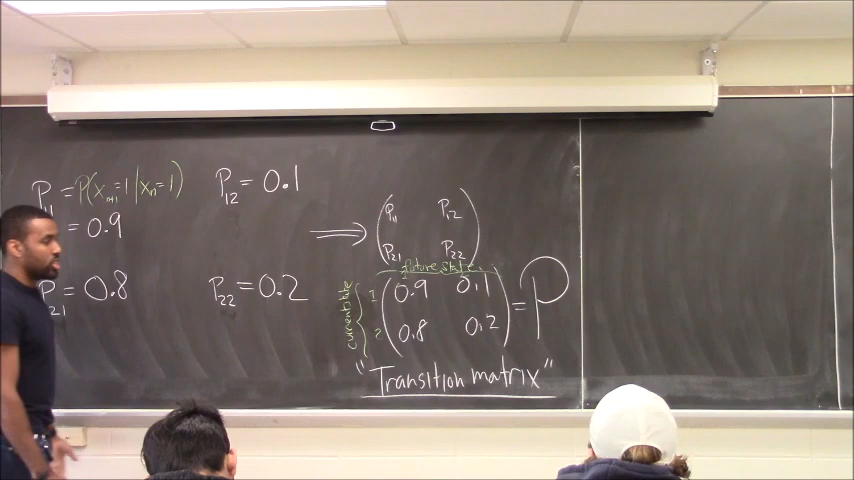 P₁₁ = P(Xₙ₊₁=1 | Xₙ=1)
= 0.9
P₁₂ = 0.1
P₂₁ = 0.8
P₂₂ = 0.2
⟹ ( P₁₁ P₁₂
P₂₁ P₂₂ )
future state
current state
1 ( 0.9 0.1
2 0.8 0.2 ) = P
"Transition matrix"